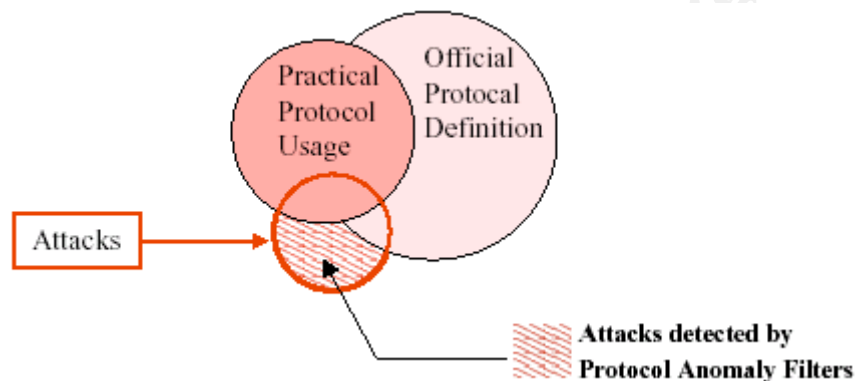 Practical
Protocol
Usage
Official
Protocal
Definition
Attacks
Attacks detected by
Protocol Anomaly Filters